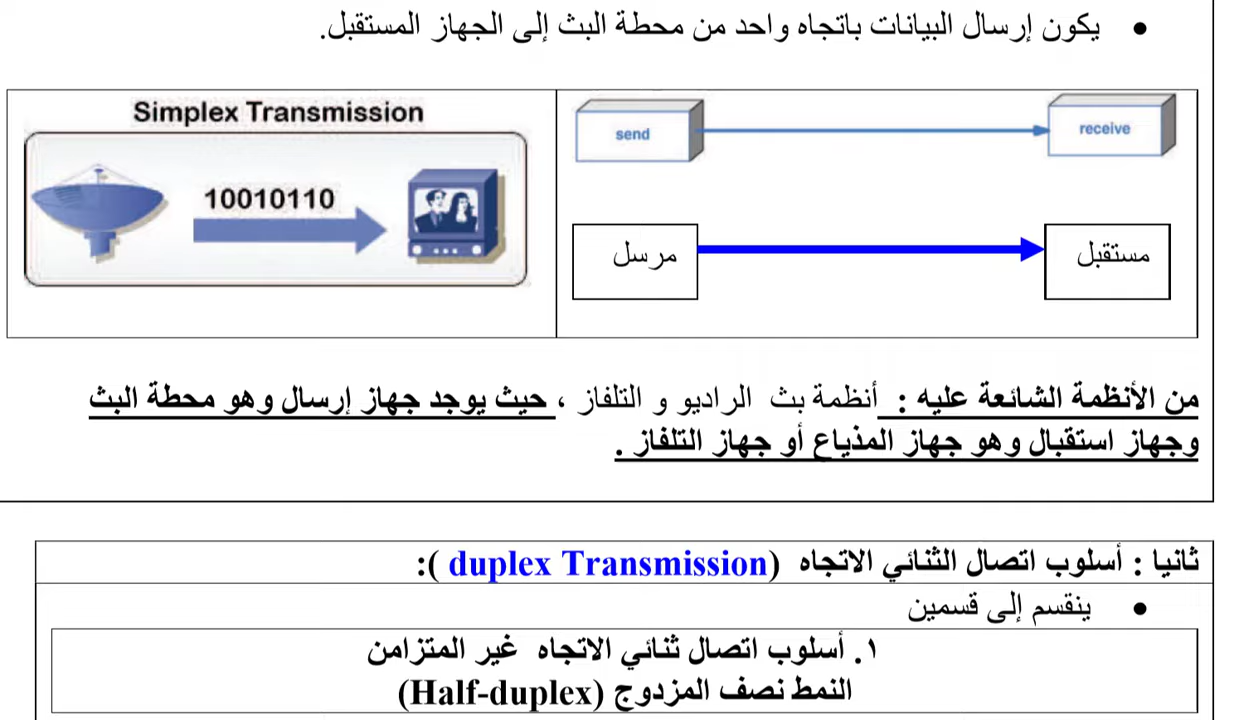 • يكون إرسال البيانات باتجاه واحد من محطة البث إلى الجهاز المستقبل.
Simplex Transmission
10010110
send
receive
مرسل
مستقبل
من الأنظمة الشائعة عليه : أنظمة بث الراديو و التلفاز ، حيث يوجد جهاز إرسال وهو محطة البث
وجهاز استقبال وهو جهاز المذياع أو جهاز التلفاز .
ثانيا : أسلوب اتصال الثنائي الاتجاه (duplex Transmission ):
• ينقسم إلى قسمين
١. أسلوب اتصال ثنائي الاتجاه غير المتزامن
النمط نصف المزدوج (Half-duplex)